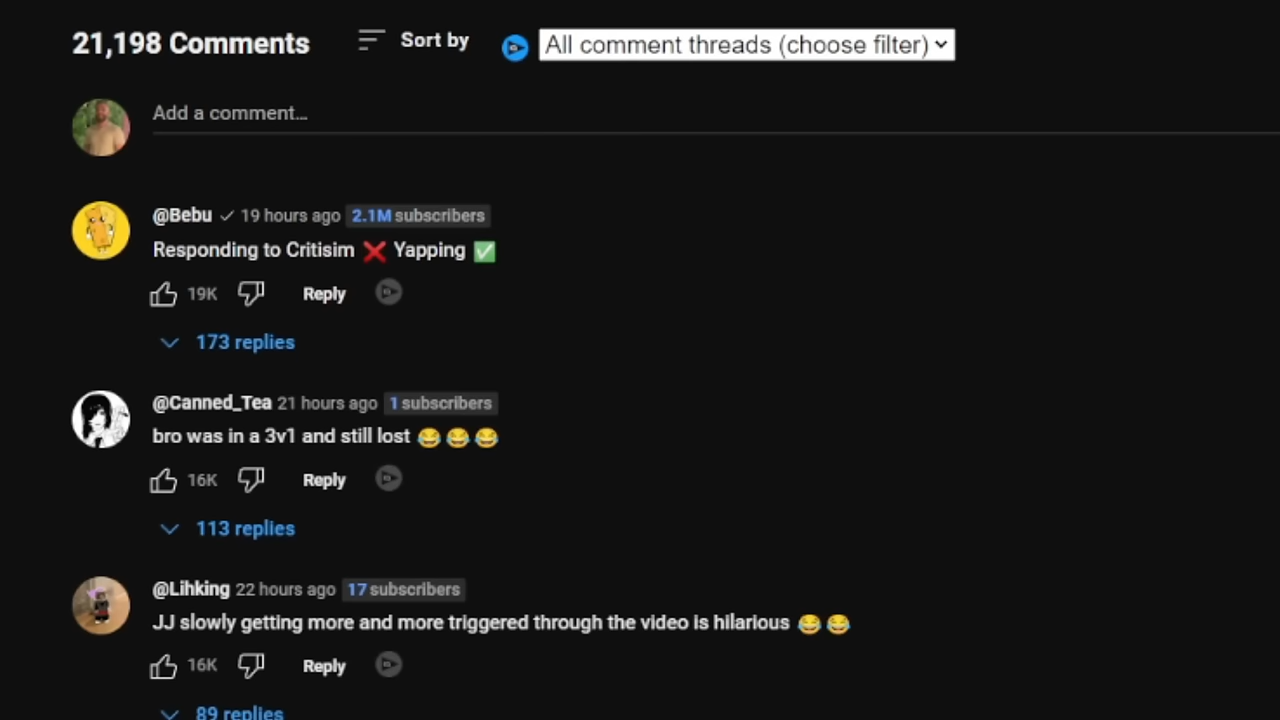 21,198 Comments Sort by All comment threads (choose filter)
Add a comment...
@Bebu 19 hours ago 2.1M subscribers
Responding to Critisim ❌ Yapping ✅
19K Reply
173 replies
@Canned_Tea 21 hours ago 1 subscribers
bro was in a 3v1 and still lost 😂😂😂
16K Reply
113 replies
@Lihking 22 hours ago 17 subscribers
JJ slowly getting more and more triggered through the video is hilarious 😂😂
16K Reply
89 replies